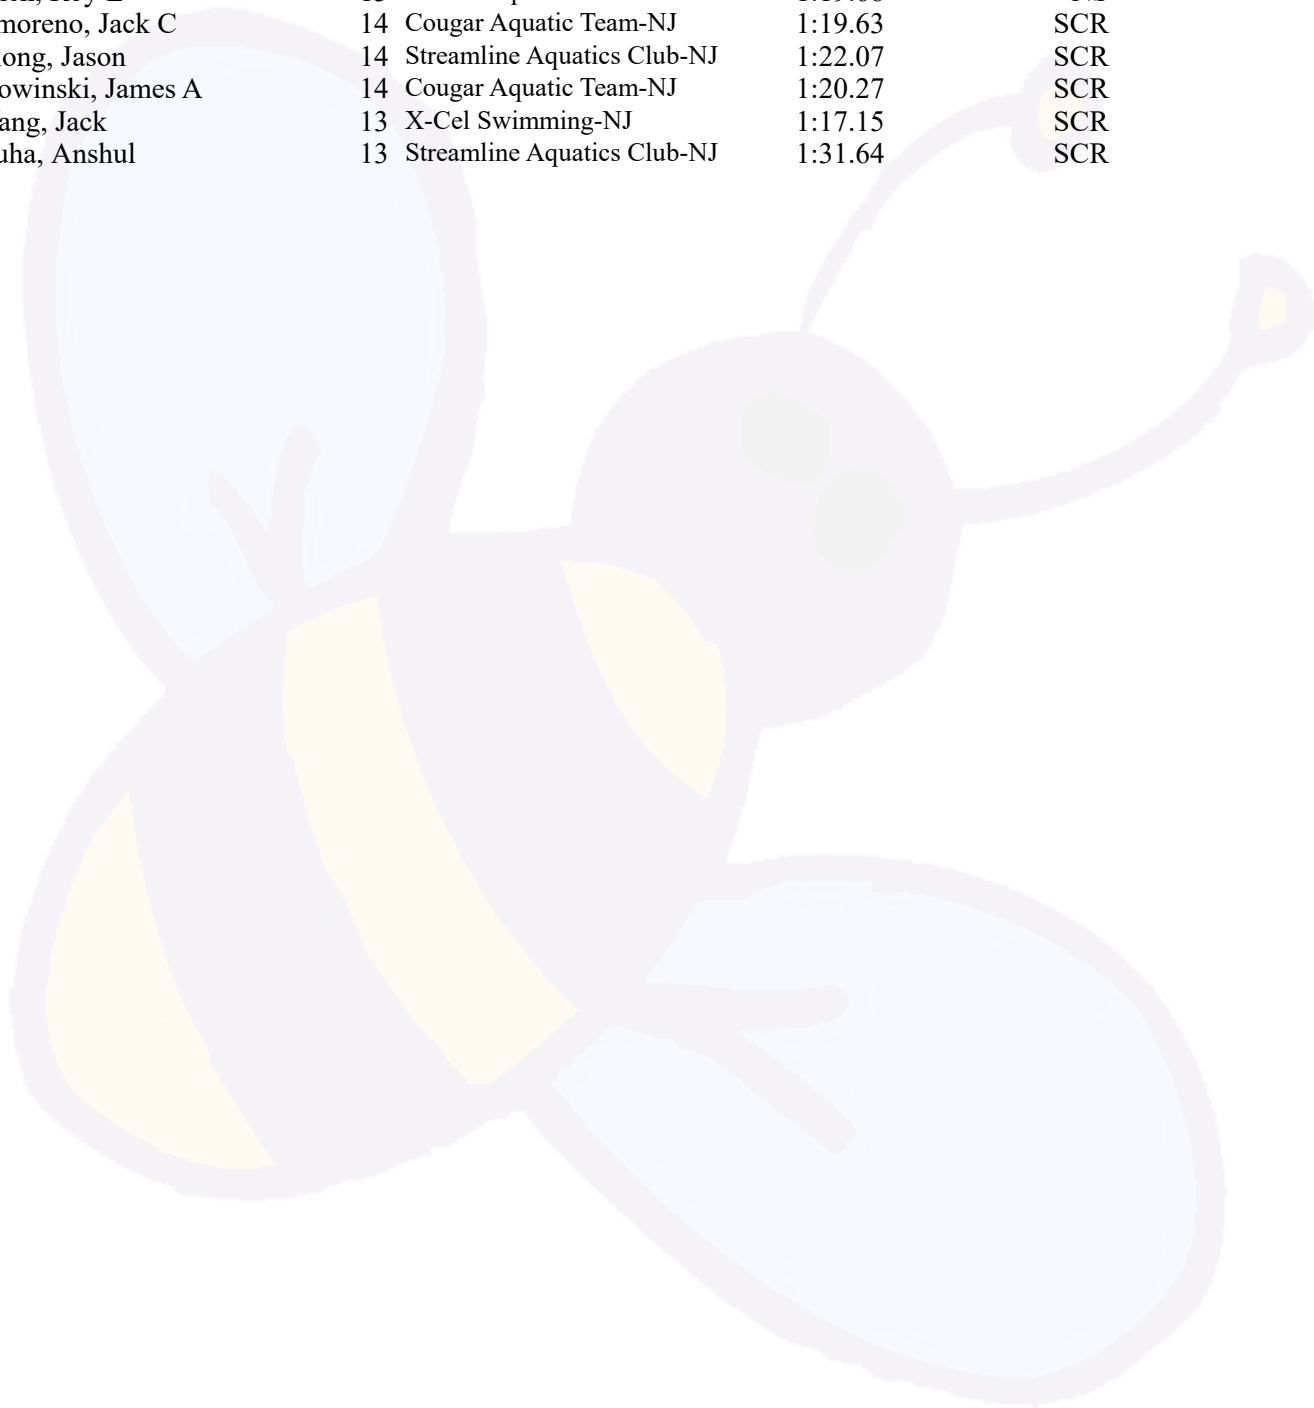 moreno, Jack C 14 Cougar Aquatic Team-NJ 1:19.63 SCR
ong, Jason 14 Streamline Aquatics Club-NJ 1:22.07 SCR
owinski, James A 14 Cougar Aquatic Team-NJ 1:20.27 SCR
ang, Jack 13 X-Cel Swimming-NJ 1:17.15 SCR
uha, Anshul 13 Streamline Aquatics Club-NJ 1:31.64 SCR